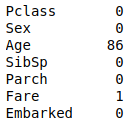 Pclass 0
Sex 0
Age 86
SibSp 0
Parch 0
Fare 1
Embarked 0